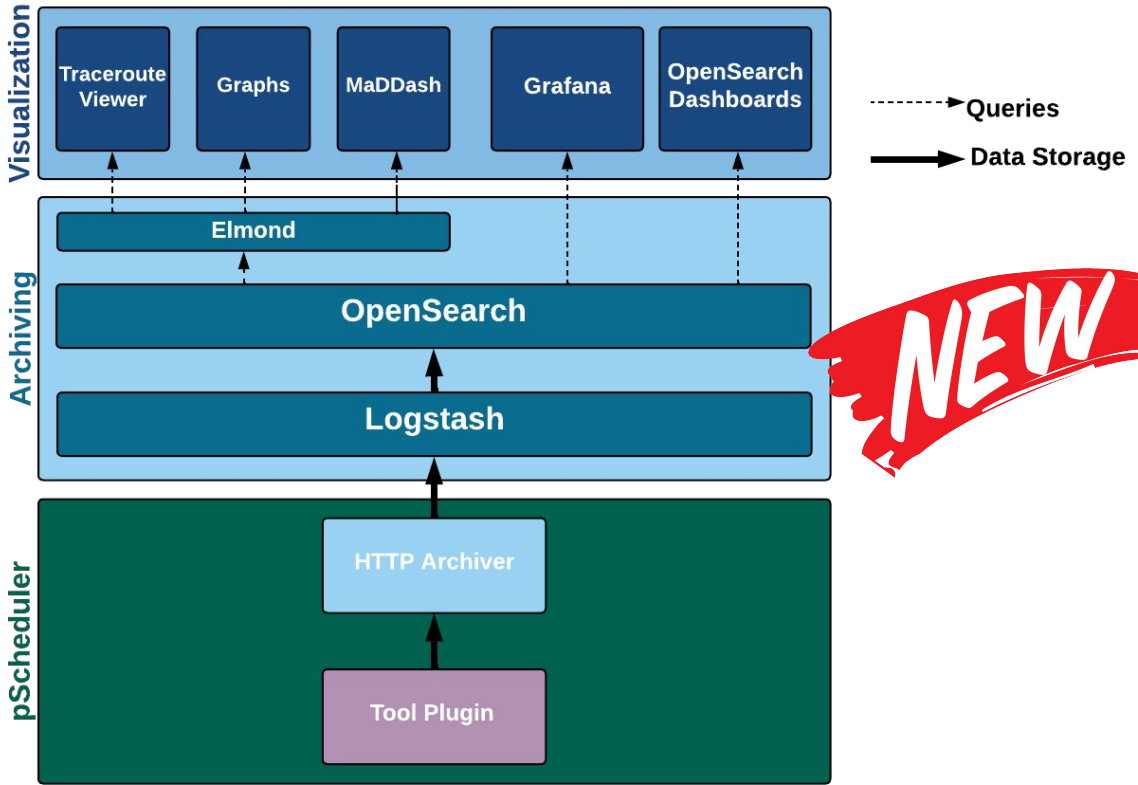 Visualization
Traceroute
Viewer
Graphs
MaDDash
Grafana
OpenSearch
Dashboards
Queries
Data Storage
Archiving
Elmond
OpenSearch
Logstash
NEW
pScheduler
HTTP Archiver
Tool Plugin